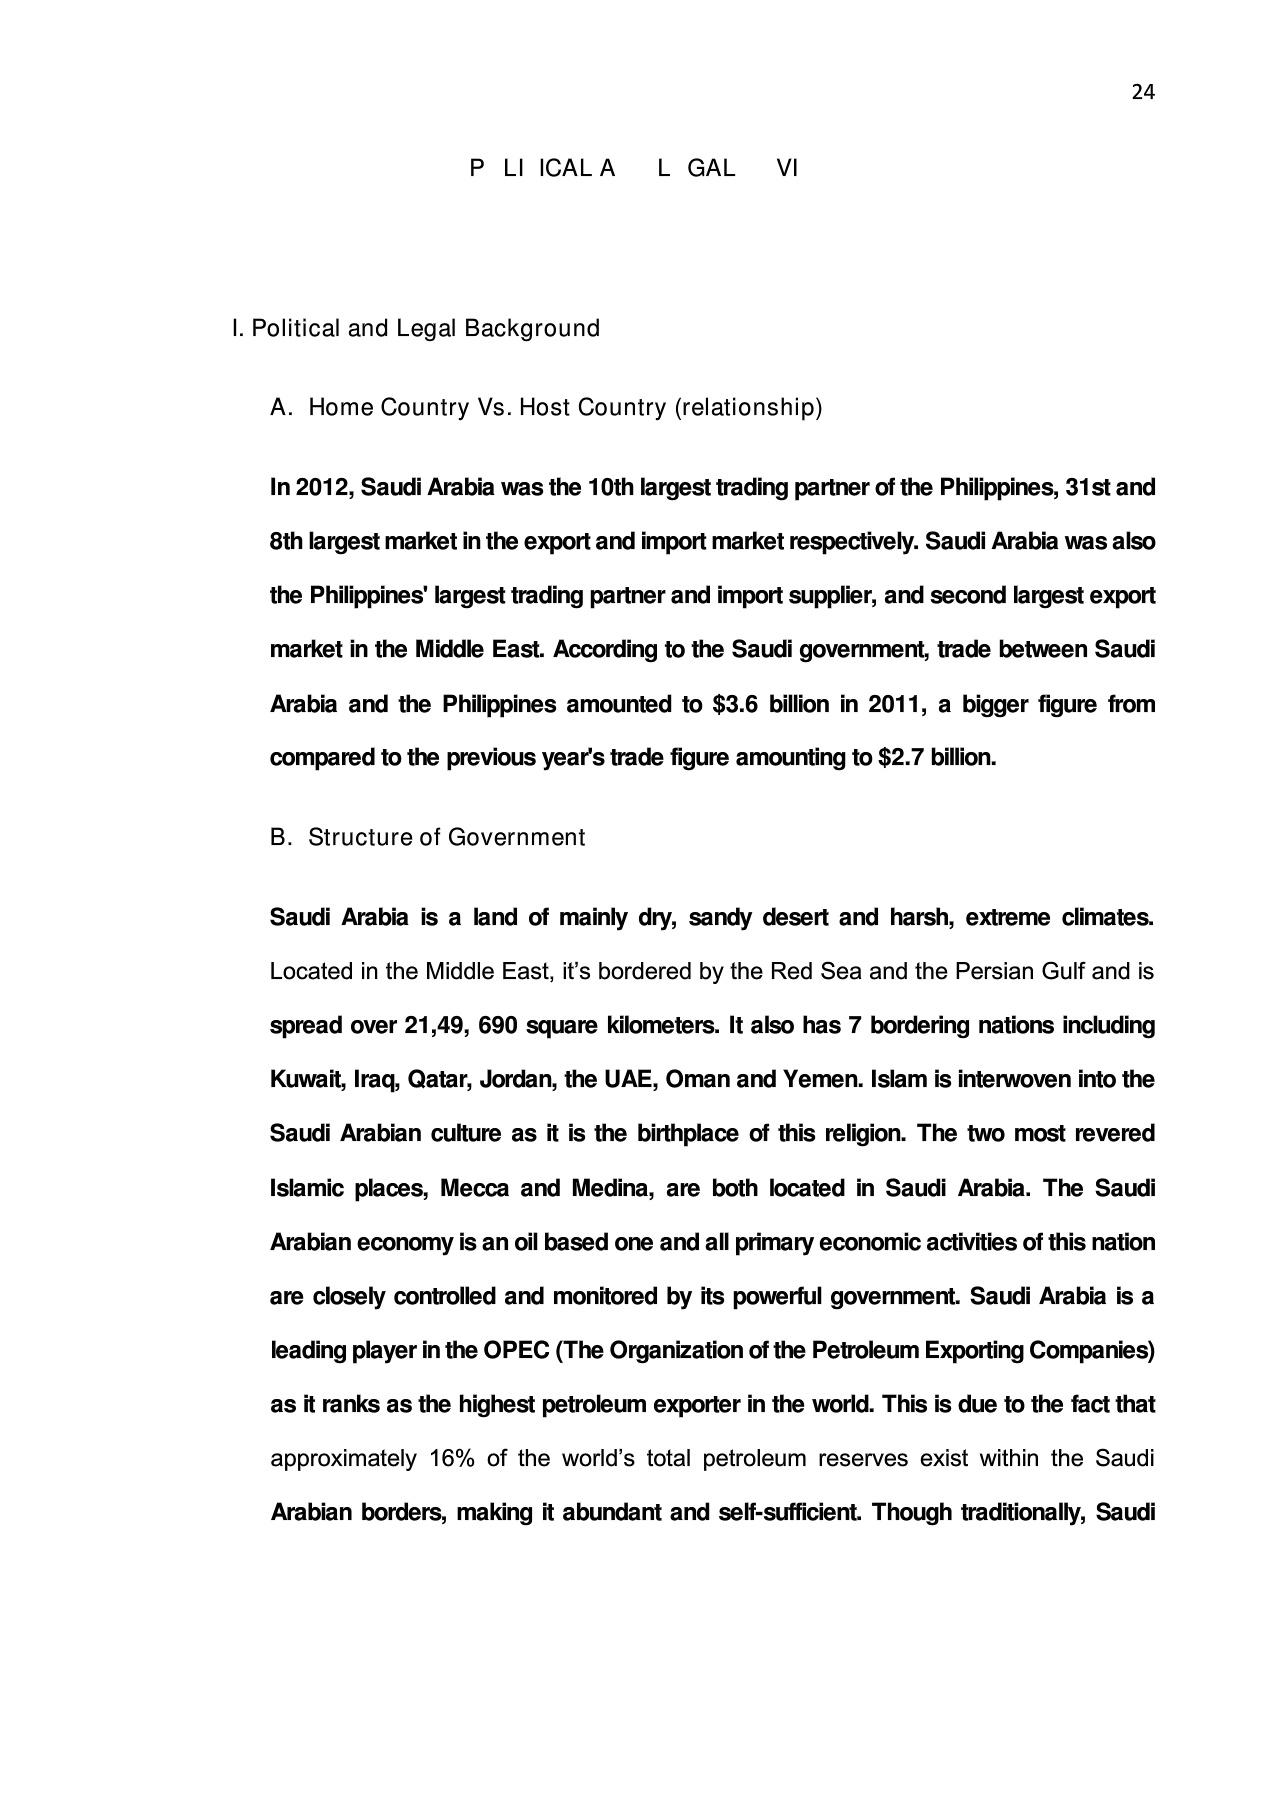 24
P LI ICAL A L GAL VI
I. Political and Legal Background
A. Home Country Vs. Host Country (relationship)
In 2012, Saudi Arabia was the 10th largest trading partner of the Philippines, 31st and
8th largest market in the export and import market respectively. Saudi Arabia was also
the Philippines' largest trading partner and import supplier, and second largest export
market in the Middle East. According to the Saudi government, trade between Saudi
Arabia and the Philippines amounted to $3.6 billion in 2011, a bigger figure from
compared to the previous year's trade figure amounting to $2.7 billion.
B. Structure of Government
Saudi Arabia is a land of mainly dry, sandy desert and harsh, extreme climates.
Located in the Middle East, it’s bordered by the Red Sea and the Persian Gulf and is
spread over 21,49, 690 square kilometers. It also has 7 bordering nations including
Kuwait, Iraq, Qatar, Jordan, the UAE, Oman and Yemen. Islam is interwoven into the
Saudi Arabian culture as it is the birthplace of this religion. The two most revered
Islamic places, Mecca and Medina, are both located in Saudi Arabia. The Saudi
Arabian economy is an oil based one and all primary economic activities of this nation
are closely controlled and monitored by its powerful government. Saudi Arabia is a
leading player in the OPEC (The Organization of the Petroleum Exporting Companies)
as it ranks as the highest petroleum exporter in the world. This is due to the fact that
approximately 16% of the world’s total petroleum reserves exist within the Saudi
Arabian borders, making it abundant and self-sufficient. Though traditionally, Saudi